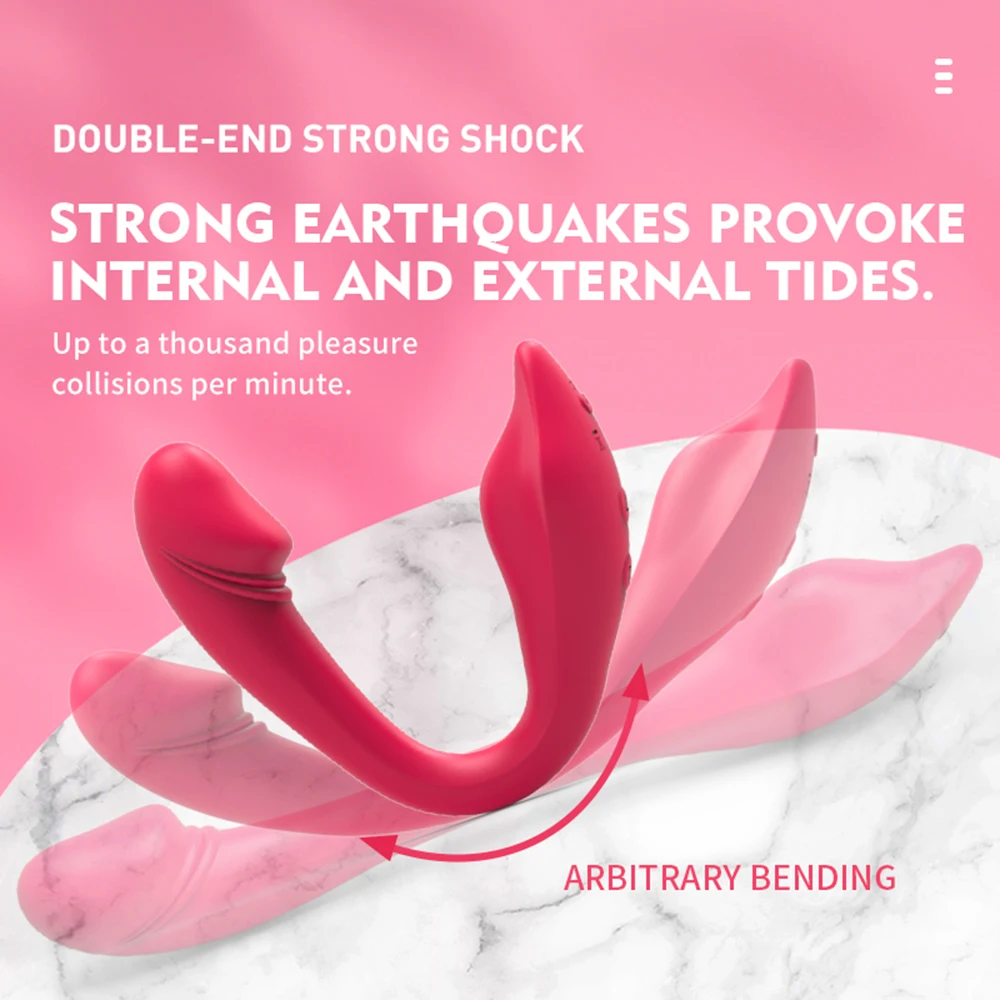 DOUBLE-END STRONG SHOCK
STRONG EARTHQUAKES PROVOKE
INTERNAL AND EXTERNAL TIDES.
Up to a thousand pleasure
collisions per minute.
ARBITRARY BENDING